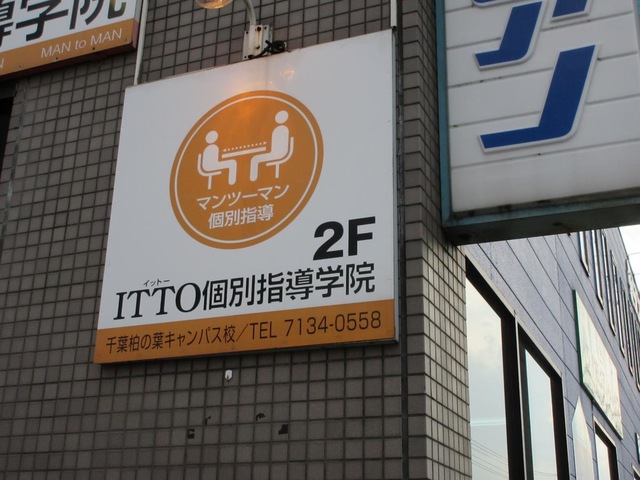 導学院
MAN to MAN
マンツーマン
個別指導
2F
イットー
ITTO個別指導学院
千葉柏の葉キャンパス校／TEL 7134-0558